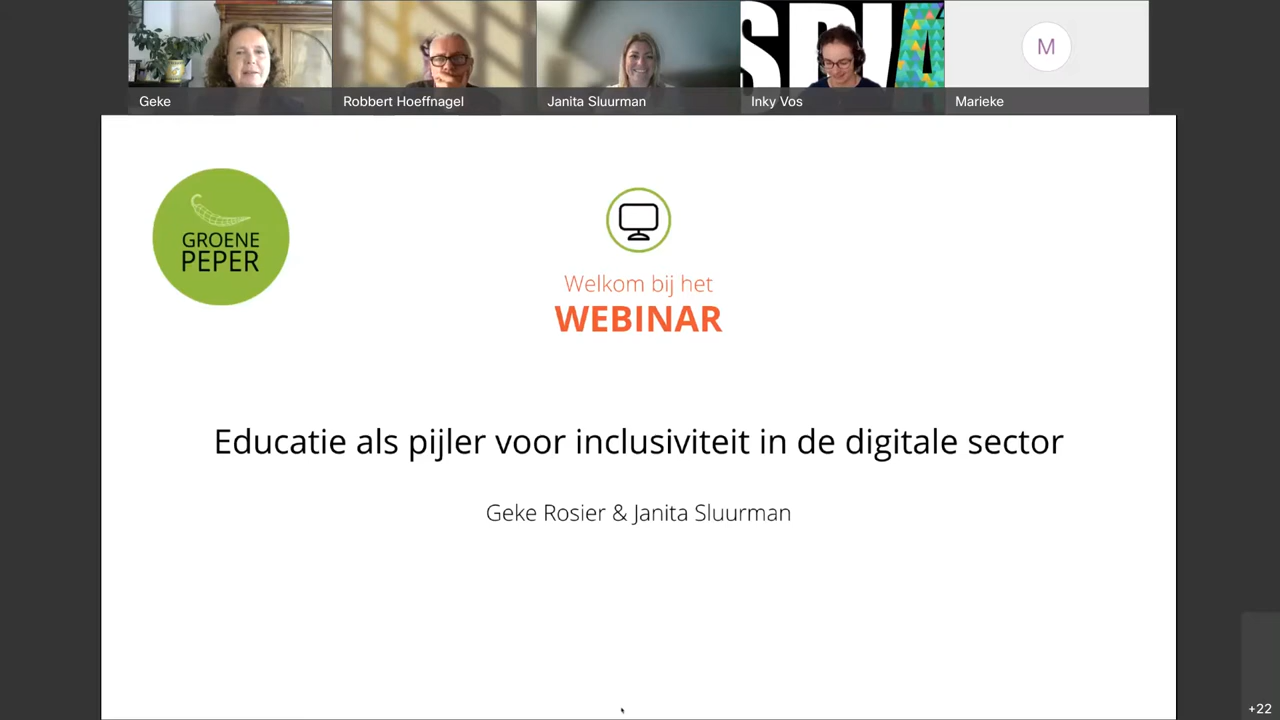 Geke
Robbert Hoeffnagel
Janita Sluurman
Inky Vos
M
Marieke
GROENE
PEPER
Welkom bij het
WEBINAR
Educatie als pijler voor inclusiviteit in de digitale sector
Geke Rosier & Janita Sluurman
+22